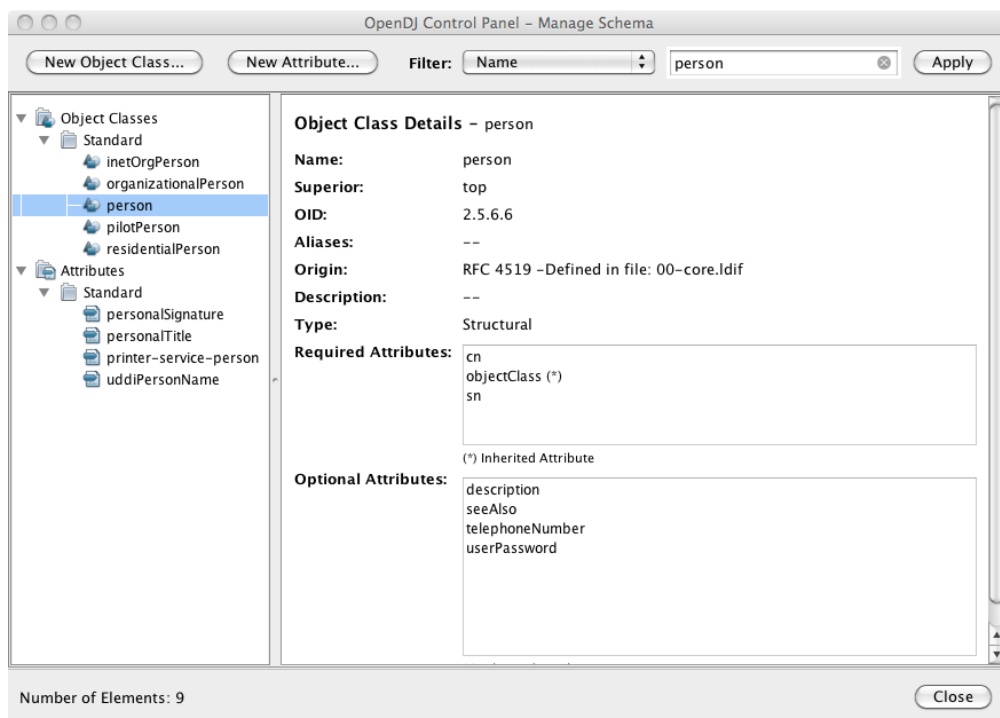 OpenDJ Control Panel – Manage Schema
New Object Class... New Attribute... Filter: Name person Apply
Object Classes
Standard
inetOrgPerson
organizationalPerson
person
pilotPerson
residentialPerson
Attributes
Standard
personalSignature
personalTitle
printer-service-person
uddiPersonName
Object Class Details – person
Name: person
Superior: top
OID: 2.5.6.6
Aliases: --
Origin: RFC 4519 -Defined in file: 00-core.ldif
Description: --
Type: Structural
Required Attributes: cn
objectClass (*)
sn
(*) Inherited Attribute
Optional Attributes: description
seeAlso
telephoneNumber
userPassword
Number of Elements: 9 Close